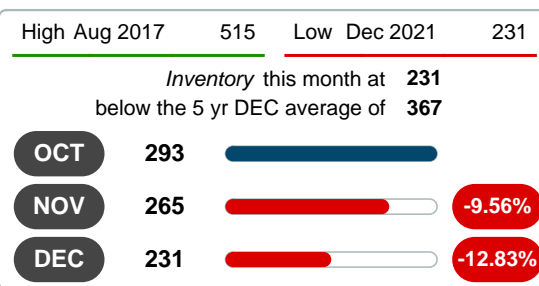 High Aug 2017 515 Low Dec 2021 231
Inventory this month at 231
below the 5 yr DEC average of 367
OCT 293
NOV 265 -9.56%
DEC 231 -12.83%